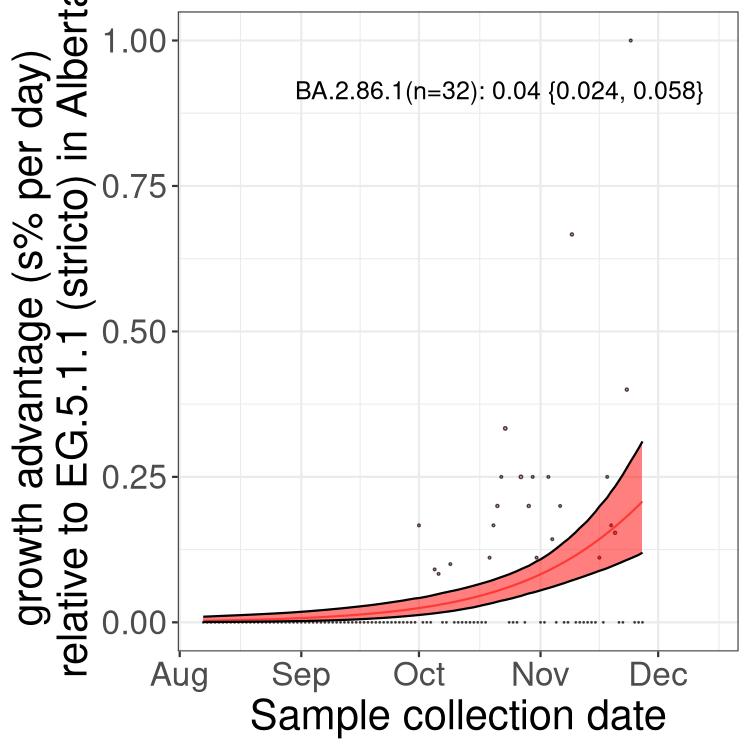 growth advantage (s% per day)
relative to EG.5.1.1 (stricto) in Alberta
1.00
0.75
0.50
0.25
0.00
BA.2.86.1(n=32): 0.04 {0.024, 0.058}
Aug Sep Oct Nov Dec
Sample collection date